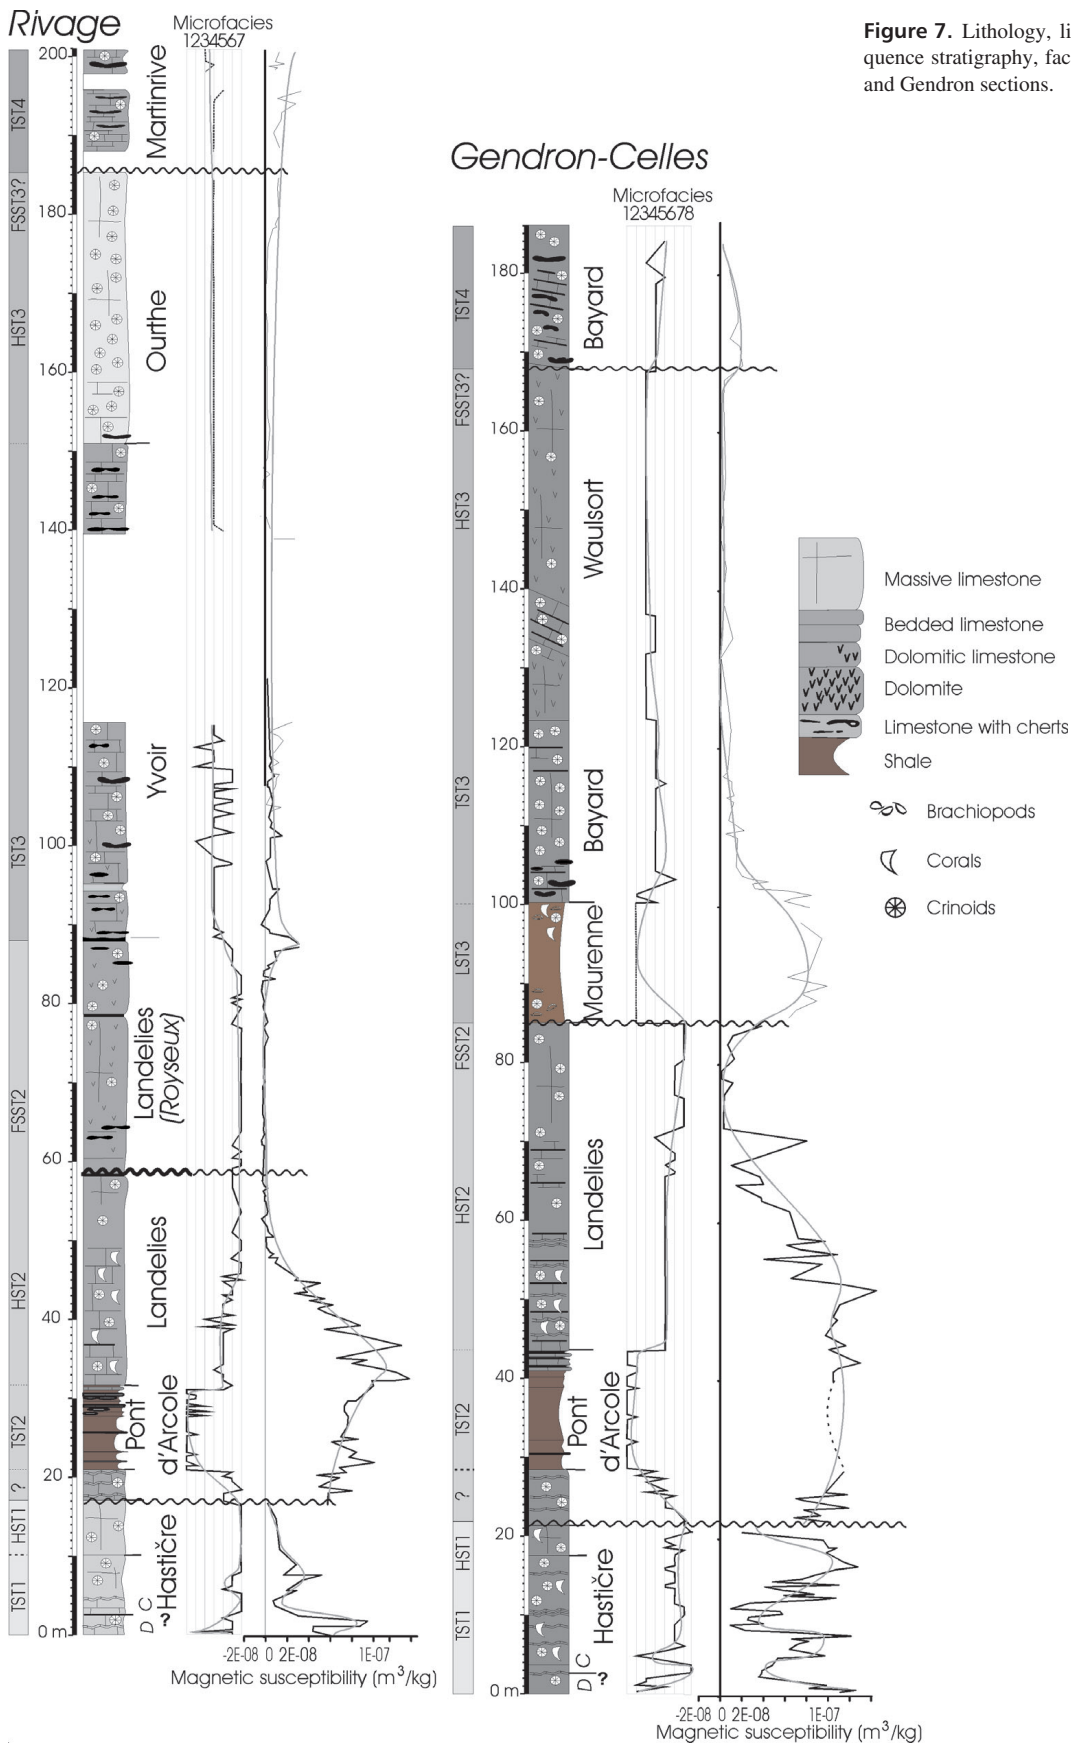 Rivage
Microfacies
1234567
Figure 7. Lithology, li
quence stratigraphy, fac
and Gendron sections.
200
180
160
140
120
100
80
60
40
20
0 m
TST4
FSST3?
HST3
TST3
FSST2
HST2
TST2
?
HST1
TST1
Martinrive
Ourthe
Yvoir
Landelies
(Royseux)
Landelies
Pont
d'Arcole
Hastičre
D C
?
-2E-08 0 2E-08 1E-07
Magnetic susceptibility (m³/kg)
Gendron-Celles
Microfacies
12345678
180
160
140
120
100
80
60
40
20
0 m
TST4
FSST3?
HST3
TST3
LST3
FSST2
HST2
TST2
?
HST1
TST1
Bayard
Waulsort
Bayard
Maurenne
Landelies
Pont
d'Arcole
Hastičre
D C
?
-2E-08 0 2E-08 1E-07
Magnetic susceptibility (m³/kg)
Massive limestone
Bedded limestone
Dolomitic limestone
Dolomite
Limestone with cherts
Shale
Brachiopods
Corals
Crinoids